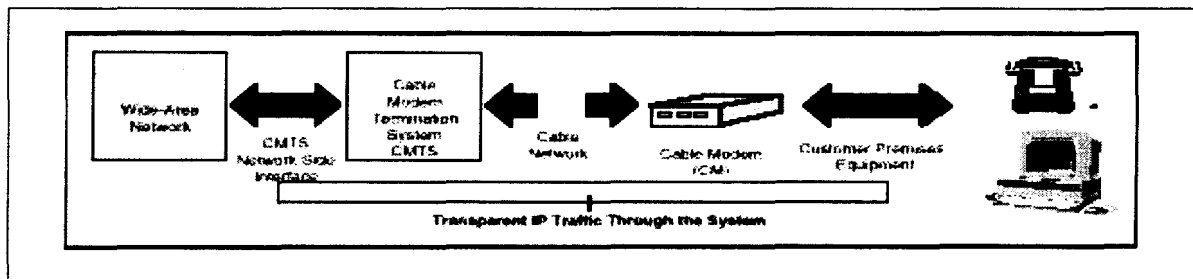 Wide-Area
Network
CMTS
Network Side
Interface
Cable
Modem
Termination
System
CMTS
Cable
Network
Cable Modem
(CM)
Customer Premises
Equipment
Transparent IP Traffic Through the System